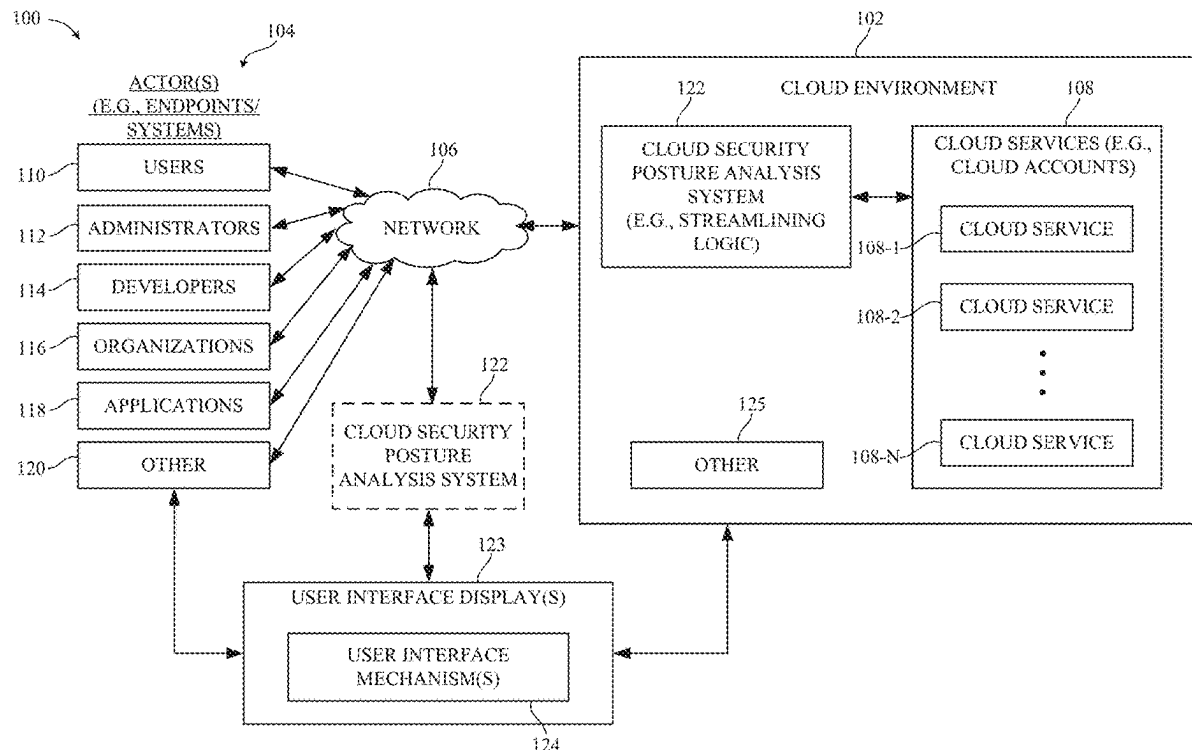 100
104
ACTOR(S)
(E.G., ENDPOINTS/
SYSTEMS)
110
USERS
112
ADMINISTRATORS
114
DEVELOPERS
116
ORGANIZATIONS
118
APPLICATIONS
120
OTHER
106
NETWORK
122
CLOUD SECURITY
POSTURE
ANALYSIS SYSTEM
123
USER INTERFACE DISPLAY(S)
USER INTERFACE
MECHANISM(S)
124
102
CLOUD ENVIRONMENT
122
CLOUD SECURITY
POSTURE ANALYSIS
SYSTEM
(E.G., STREAMLINING
LOGIC)
108
CLOUD SERVICES (E.G.,
CLOUD ACCOUNTS)
CLOUD SERVICE
108-1
CLOUD SERVICE
108-2
CLOUD SERVICE
108-N
125
OTHER